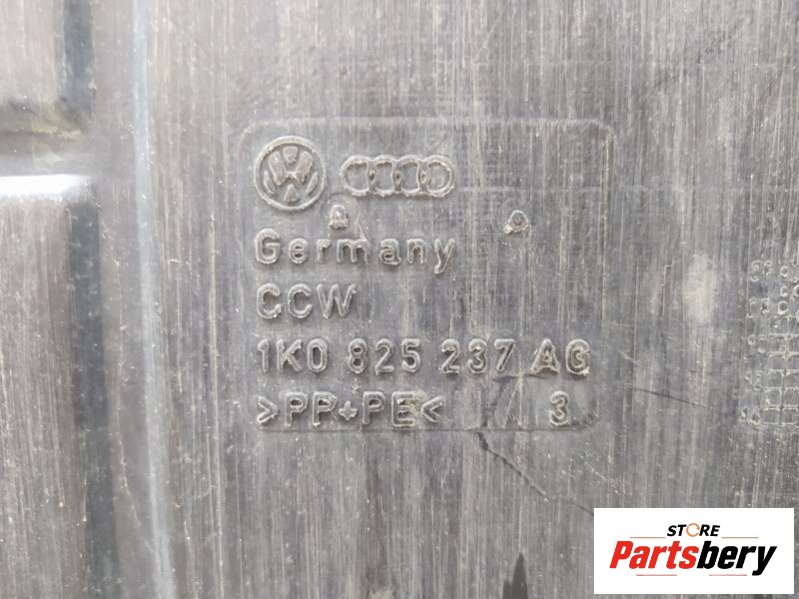 Germany
CCW
1K0 825 237 AG
>PP+PE< 3
STORE
Partsbery